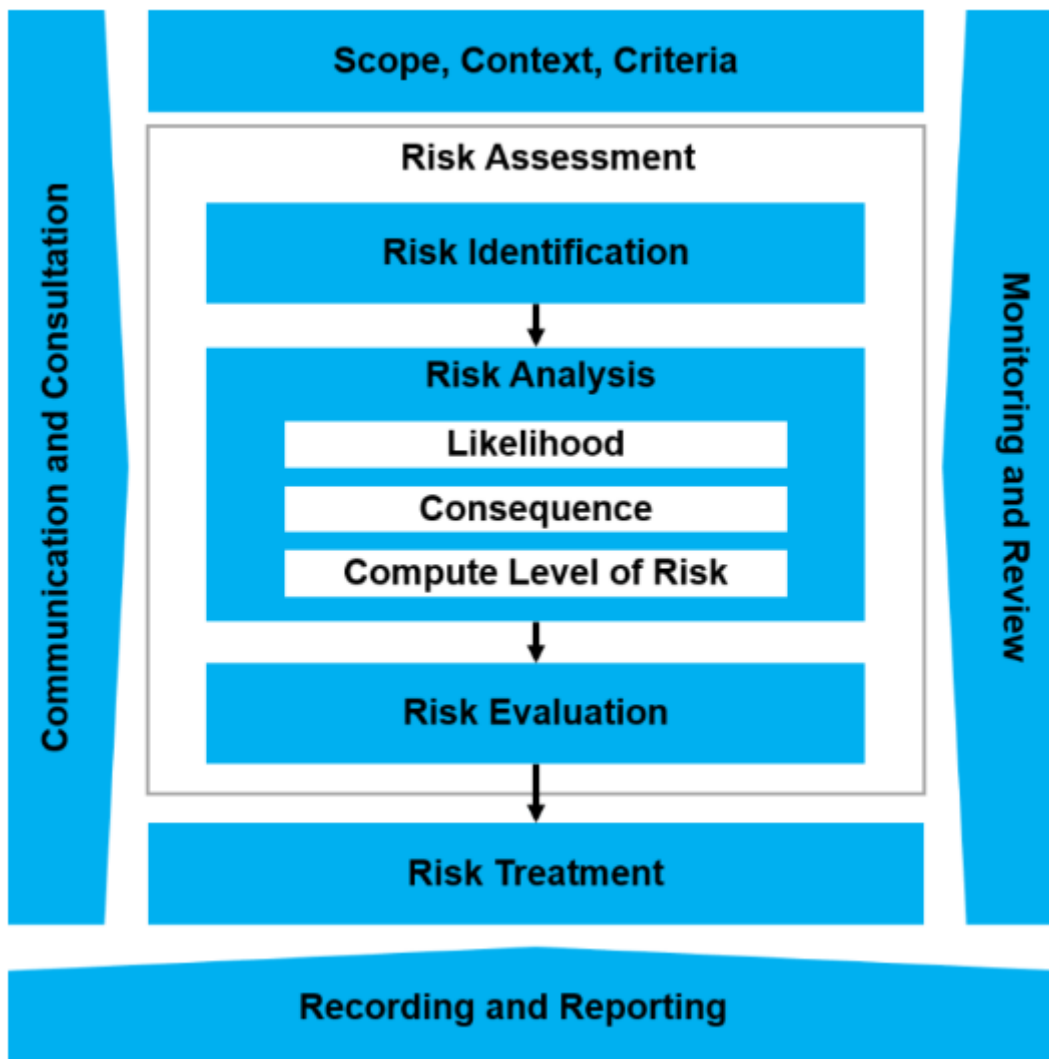 Scope, Context, Criteria
Risk Assessment
Risk Identification
Risk Analysis
Likelihood
Consequence
Compute Level of Risk
Risk Evaluation
Risk Treatment
Communication and Consultation
Monitoring and Review
Recording and Reporting